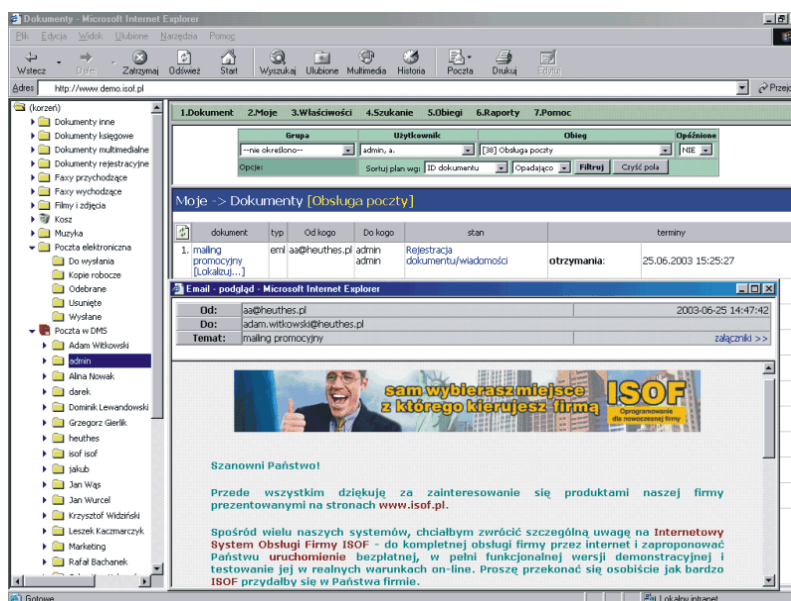 Dokumenty - Microsoft Internet Explorer
Plik Edycja Widok Ulubione Narzędzia Pomoc
Wstecz Dalej Zatrzymaj Odśwież Start Wyszukaj Ulubione Multimedia Historia Poczta Drukuj Edytuj
Adres http://www.demo.isof.pl Przejd
(korzeń)
Dokumenty inne
Dokumenty księgowe
Dokumenty multimedialne
Dokumenty rejestracyjne
Faxy przychodzące
Faxy wychodzące
Filmy i zdjęcia
Kosz
Muzyka
Poczta elektroniczna
Do wysłania
Kopie robocze
Odebrane
Usunięte
Wysłane
Poczta w DMS
Adam Witkowski
admin
Alina Nowak
darek
Dominik Lewandowski
Grzegorz Gierlik
heuthes
isof isof
jakub
Jan Wąs
Jan Wurcel
Krzysztof Widziński
Leszek Kaczmarczyk
Marketing
Rafał Bachanek
1.Dokument 2.Moje 3.Właściwości 4.Szukanie 5.Obiegi 6.Raporty 7.Pomoc
Grupa Użytkownik Obieg Opóźnione
--nie określono-- admin, a. [38] Obsługa poczty NIE
Opcje: Sortuj plan wg: ID dokumentu Opadająco Filtruj Czyść pola
Moje -> Dokumenty [Obsługa poczty]
dokument typ Od kogo Do kogo stan terminy
1. mailing eml aa@heuthes.pl admin Rejestracja
promocyjny admin dokumentu/wiadomości otrzymania: 25.06.2003 15:25:27
[Lokalizuj...]
Email - podgląd - Microsoft Internet Explorer
Od: aa@heuthes.pl 2003-06-25 14:47:42
Do: adam.witkowski@heuthes.pl
Temat: mailing promocyjny załączniki >>
sam wybierasz miejsce
z którego kierujesz firmą
ISOF
Oprogramowanie
dla nowoczesnej firmy
Szanowni Państwo!
Przede wszystkim dziękuję za zainteresowanie się produktami naszej firmy
prezentowanymi na stronach www.isof.pl.
Spośród wielu naszych systemów, chciałbym zwrócić szczególną uwagę na Internetowy
System Obsługi Firmy ISOF - do kompletnej obsługi firmy przez internet i zaproponować
Państwu uruchomienie bezpłatnej, w pełni funkcjonalnej wersji demonstracyjnej i
testowanie jej w realnych warunkach on-line. Proszę przekonać się osobiście jak bardzo
ISOF przydałby się w Państwa firmie.
Gotowe Lokalny intranet